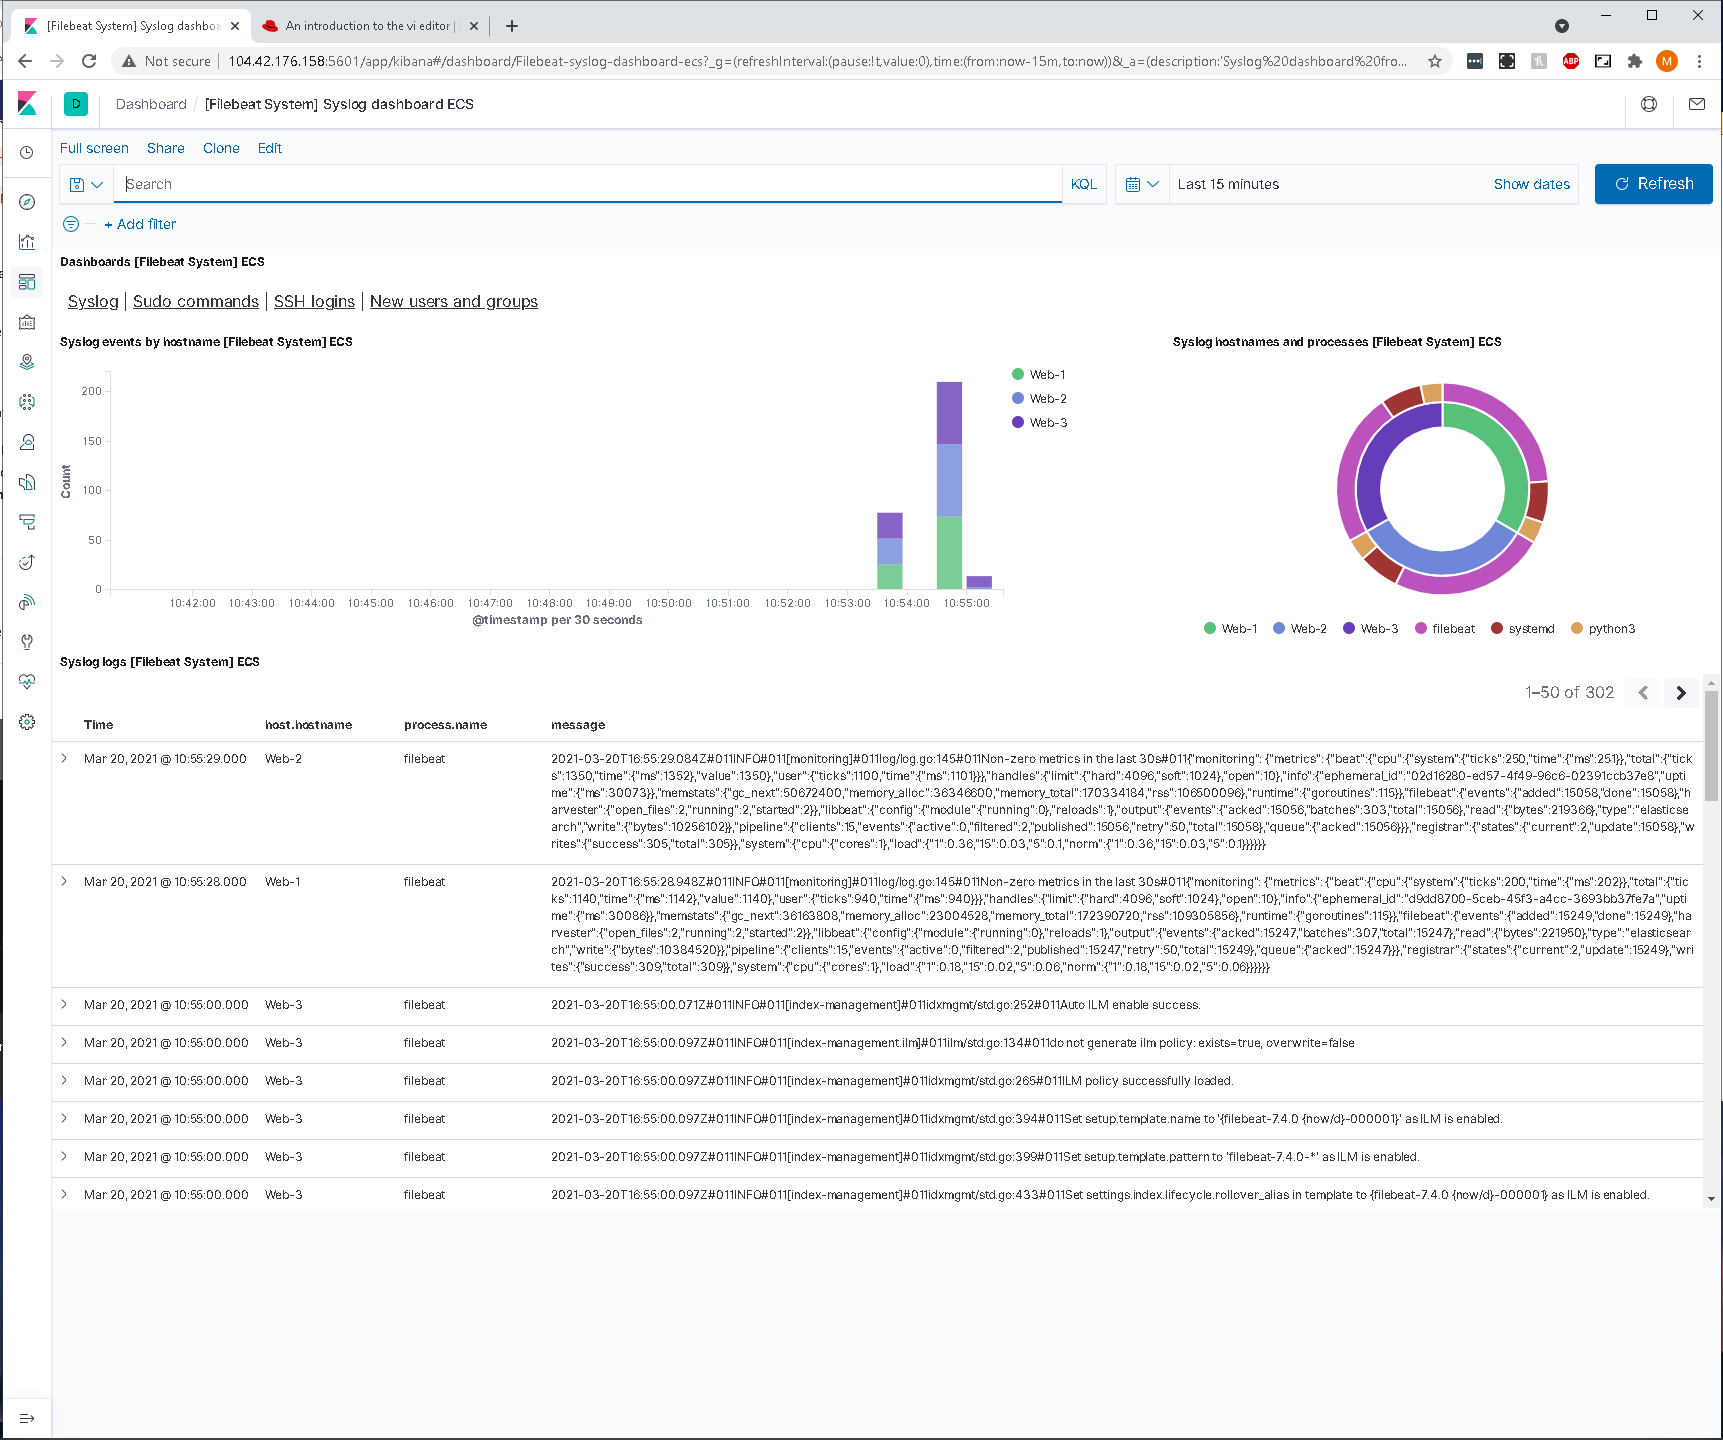 [Filebeat System] Syslog dashboa
An introduction to the vi editor |
Not secure
104.42.176.158:5601/app/kibana#/dashboard/Filebeat-syslog-dashboard-ecs?_g=(refreshInterval:(pause:!t,value:0),time:(from:now-15m,to:now))&_a=(description:'Syslog%20dashboard%20fro...
ABP
M
D
Dashboard / [Filebeat System] Syslog dashboard ECS
Full screen Share Clone Edit
Search
KQL
Last 15 minutes
Show dates
Refresh
+ Add filter
Dashboards [Filebeat System] ECS
Syslog | Sudo commands | SSH logins | New users and groups
Syslog events by hostname [Filebeat System] ECS
200
150
100
50
0
Count
10:42:00 10:43:00 10:44:00 10:45:00 10:46:00 10:47:00 10:48:00 10:49:00 10:50:00 10:51:00 10:52:00 10:53:00 10:54:00 10:55:00
@timestamp per 30 seconds
Web-1
Web-2
Web-3
Syslog hostnames and processes [Filebeat System] ECS
Web-1 Web-2 Web-3 filebeat systemd python3
Syslog logs [Filebeat System] ECS
1–50 of 302
Time host.hostname process.name message
Mar 20, 2021 @ 10:55:29.000 Web-2 filebeat 2021-03-20T16:55:29.084Z#011INFO#011[monitoring]#011log/log.go:145#011Non-zero metrics in the last 30s#011{"monitoring": {"metrics": {"beat":{"cpu":{"system":{"ticks":250,"time":{"ms":251}},"total":{"tick
s":1350,"time":{"ms":1352},"value":1350},"user":{"ticks":1100,"time":{"ms":1101}}},"handles":{"limit":{"hard":4096,"soft":1024},"open":10},"info":{"ephemeral_id":"02d16280-ed57-4f49-96c6-02391ccb37e8","upti
me":{"ms":30073}},"memstats":{"gc_next":50672400,"memory_alloc":36346600,"memory_total":170334184,"rss":106500096},"runtime":{"goroutines":115}},"filebeat":{"events":{"added":15058,"done":15058},"h
arvester":{"open_files":2,"running":2,"started":2}},"libbeat":{"config":{"module":{"running":0},"reloads":1},"output":{"events":{"acked":15056,"batches":303,"total":15056},"read":{"bytes":219366},"type":"elastics
earch","write":{"bytes":10256102}},"pipeline":{"clients":15,"events":{"active":0,"filtered":2,"published":15056,"retry":50,"total":15058},"queue":{"acked":15056}}},"registrar":{"states":{"current":2,"update":15058},"w
rites":{"success":305,"total":305}},"system":{"cpu":{"cores":1},"load":{"1":0.36,"15":0.03,"5":0.1,"norm":{"1":0.36,"15":0.03,"5":0.1}}}}}}
Mar 20, 2021 @ 10:55:28.000 Web-1 filebeat 2021-03-20T16:55:28.948Z#011INFO#011[monitoring]#011log/log.go:145#011Non-zero metrics in the last 30s#011{"monitoring": {"metrics": {"beat":{"cpu":{"system":{"ticks":200,"time":{"ms":202}},"total":{"tic
ks":1140,"time":{"ms":1142},"value":1140},"user":{"ticks":940,"time":{"ms":940}}},"handles":{"limit":{"hard":4096,"soft":1024},"open":10},"info":{"ephemeral_id":"d9dd8700-5ceb-45f3-a4cc-3693bb37fe7a","upti
me":{"ms":30086}},"memstats":{"gc_next":36163808,"memory_alloc":23004528,"memory_total":172390720,"rss":109305856},"runtime":{"goroutines":115}},"filebeat":{"events":{"added":15249,"done":15249},"har
vester":{"open_files":2,"running":2,"started":2}},"libbeat":{"config":{"module":{"running":0},"reloads":1},"output":{"events":{"acked":15247,"batches":307,"total":15247},"read":{"bytes":221950},"type":"elasticsear
ch","write":{"bytes":10384520}},"pipeline":{"clients":15,"events":{"active":0,"filtered":2,"published":15247,"retry":50,"total":15249},"queue":{"acked":15247}}},"registrar":{"states":{"current":2,"update":15249},"wri
tes":{"success":309,"total":309}},"system":{"cpu":{"cores":1},"load":{"1":0.18,"15":0.02,"5":0.06,"norm":{"1":0.18,"15":0.02,"5":0.06}}}}}}
Mar 20, 2021 @ 10:55:00.000 Web-3 filebeat 2021-03-20T16:55:00.071Z#011INFO#011[index-management]#011idxmgmt/std.go:252#011Auto ILM enable success.
Mar 20, 2021 @ 10:55:00.000 Web-3 filebeat 2021-03-20T16:55:00.097Z#011INFO#011[index-management.ilm]#011ilm/std.go:134#011do not generate ilm policy: exists=true, overwrite=false
Mar 20, 2021 @ 10:55:00.000 Web-3 filebeat 2021-03-20T16:55:00.097Z#011INFO#011[index-management]#011idxmgmt/std.go:265#011ILM policy successfully loaded.
Mar 20, 2021 @ 10:55:00.000 Web-3 filebeat 2021-03-20T16:55:00.097Z#011INFO#011[index-management]#011idxmgmt/std.go:394#011Set setup.template.name to '{filebeat-7.4.0 {now/d}-000001}' as ILM is enabled.
Mar 20, 2021 @ 10:55:00.000 Web-3 filebeat 2021-03-20T16:55:00.097Z#011INFO#011[index-management]#011idxmgmt/std.go:399#011Set setup.template.pattern to 'filebeat-7.4.0-*' as ILM is enabled.
Mar 20, 2021 @ 10:55:00.000 Web-3 filebeat 2021-03-20T16:55:00.097Z#011INFO#011[index-management]#011idxmgmt/std.go:433#011Set settings.index.lifecycle.rollover_alias in template to {filebeat-7.4.0 {now/d}-000001} as ILM is enabled.